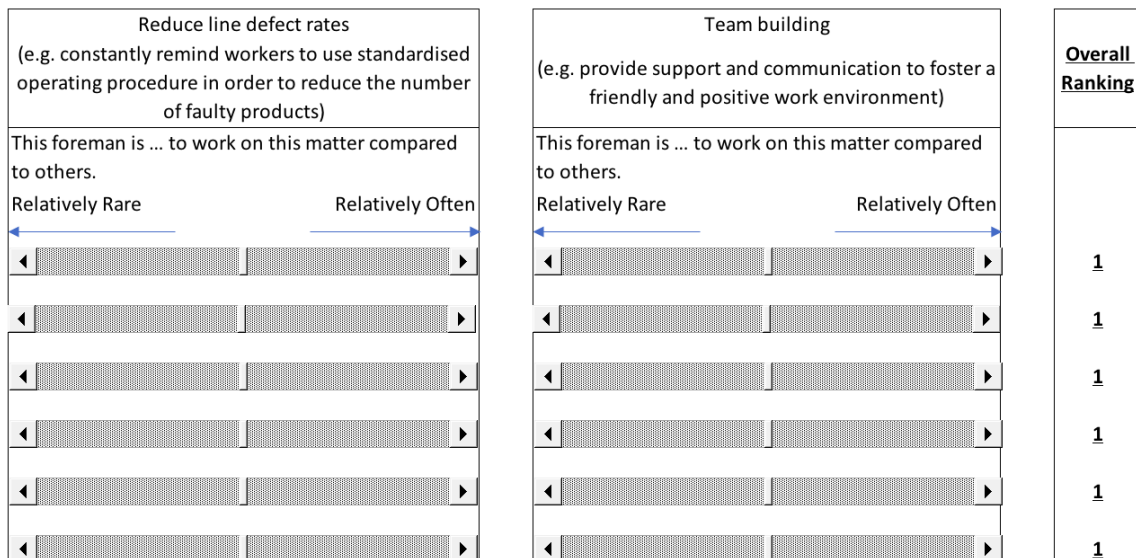 Reduce line defect rates
(e.g. constantly remind workers to use standardised
operating procedure in order to reduce the number
of faulty products)
This foreman is ... to work on this matter compared
to others.
Relatively Rare Relatively Often
Team building
(e.g. provide support and communication to foster a
friendly and positive work environment)
This foreman is ... to work on this matter compared
to others.
Relatively Rare Relatively Often
Overall
Ranking
1
1
1
1
1
1